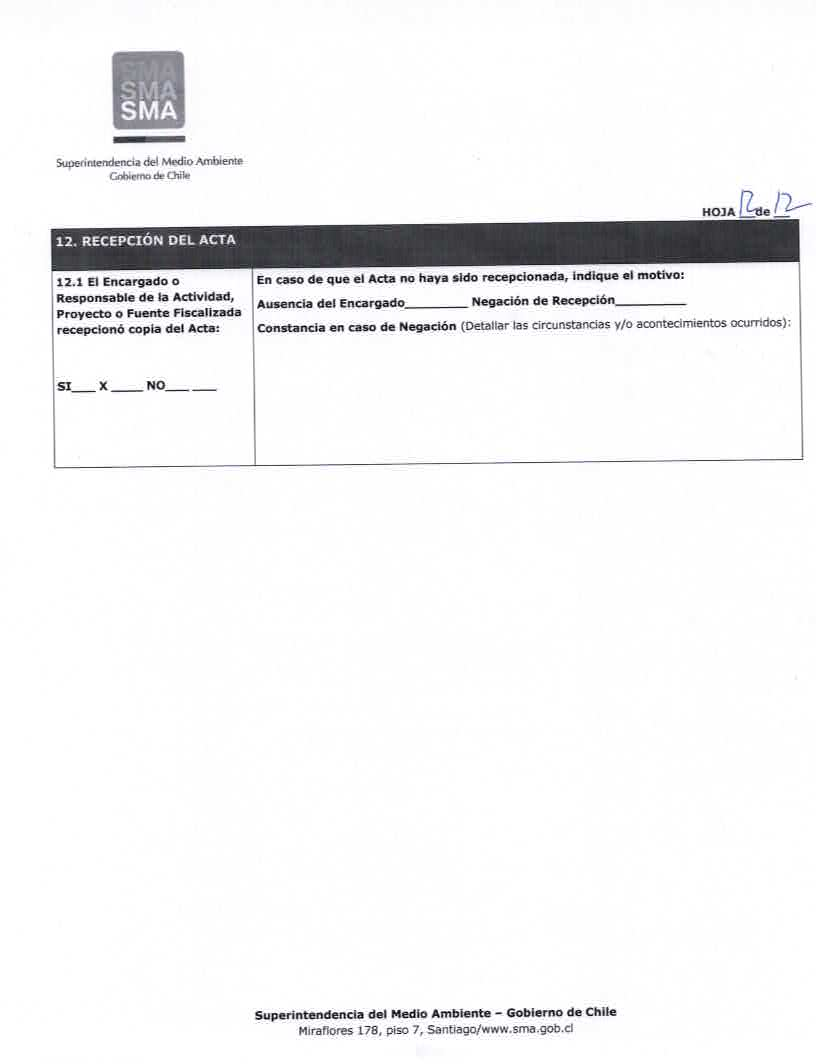 SMA
SMA
SMA
Superintendencia del Medio Ambiente
Gobierno de Chile
HOJA 12 de 12
12. RECEPCIÓN DEL ACTA
12.1 El Encargado o
Responsable de la Actividad,
Proyecto o Fuente Fiscalizada
recepcionó copia del Acta:
SI___ X ____ NO___ ___
En caso de que el Acta no haya sido recepcionada, indique el motivo:
Ausencia del Encargado________ Negación de Recepción_________
Constancia en caso de Negación (Detallar las circunstancias y/o acontecimientos ocurridos):
Superintendencia del Medio Ambiente – Gobierno de Chile
Miraflores 178, piso 7, Santiago/www.sma.gob.cl